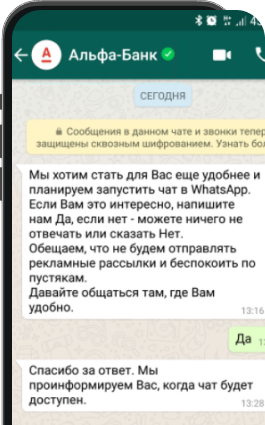 43
А Альфа-Банк
СЕГОДНЯ
Сообщения в данном чате и звонки тепер
защищены сквозным шифрованием. Узнать бол
Мы хотим стать для Вас еще удобнее и
планируем запустить чат в WhatsApp.
Если Вам это интересно, напишите
нам Да, если нет - можете ничего не
отвечать или сказать Нет.
Обещаем, что не будем отправлять
рекламные рассылки и беспокоить по
пустякам.
Давайте общаться там, где Вам
удобно.
13:16
Да
Спасибо за ответ. Мы
проинформируем Вас, когда чат будет
доступен.
13:28